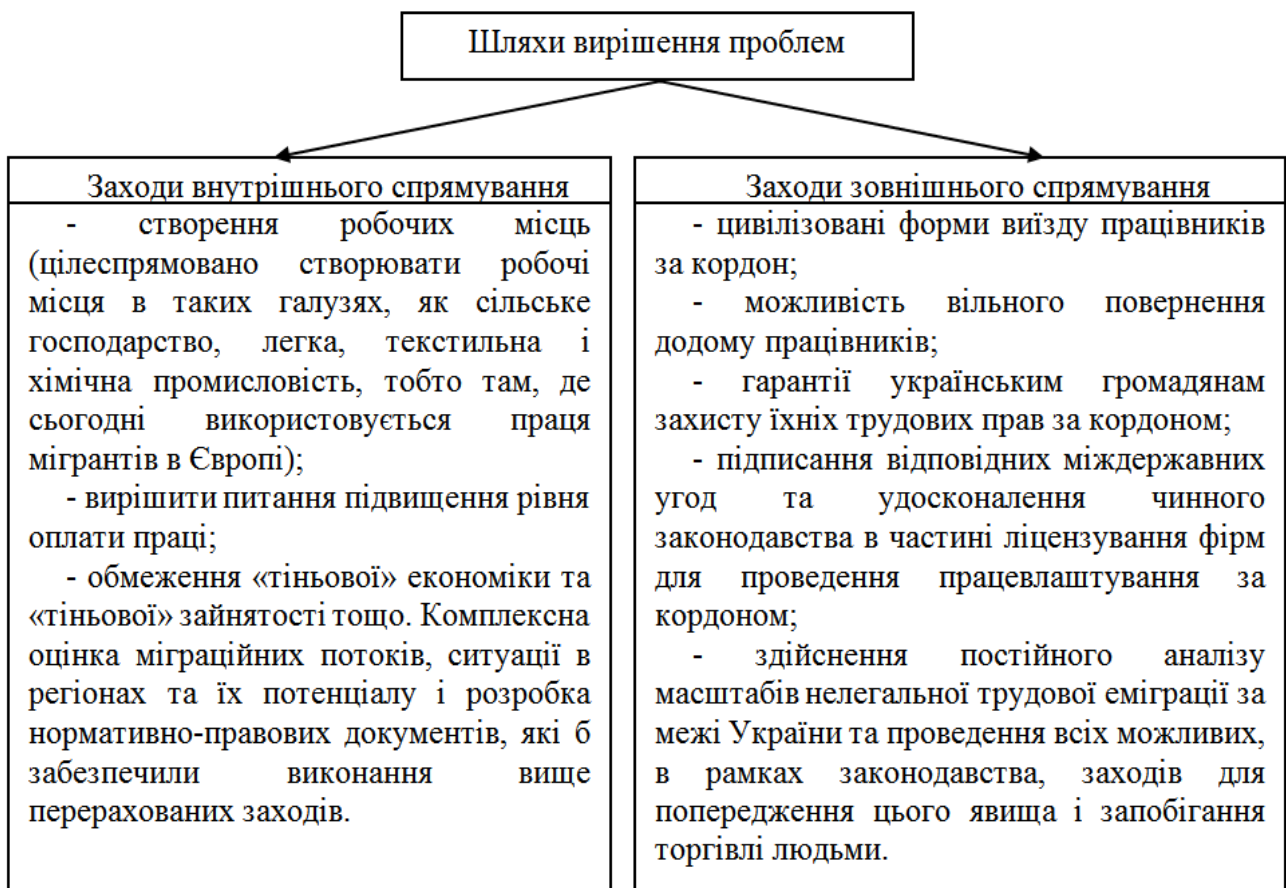 Шляхи вирішення проблем
Заходи внутрішнього спрямування
- створення робочих місць
(цілеспрямовано створювати робочі
місця в таких галузях, як сільське
господарство, легка, текстильна і
хімічна промисловість, тобто там, де
сьогодні використовується праця
мігрантів в Європі);
- вирішити питання підвищення рівня
оплати праці;
- обмеження «тіньової» економіки та
«тіньової» зайнятості тощо. Комплексна
оцінка міграційних потоків, ситуації в
регіонах та їх потенціалу і розробка
нормативно-правових документів, які б
забезпечили виконання вище
перерахованих заходів.
Заходи зовнішнього спрямування
- цивілізовані форми виїзду працівників
за кордон;
- можливість вільного повернення
додому працівників;
- гарантії українським громадянам
захисту їхніх трудових прав за кордоном;
- підписання відповідних міждержавних
угод та удосконалення чинного
законодавства в частині ліцензування фірм
для проведення працевлаштування за
кордоном;
- здійснення постійного аналізу
масштабів нелегальної трудової еміграції за
межі України та проведення всіх можливих,
в рамках законодавства, заходів для
попередження цього явища і запобігання
торгівлі людьми.